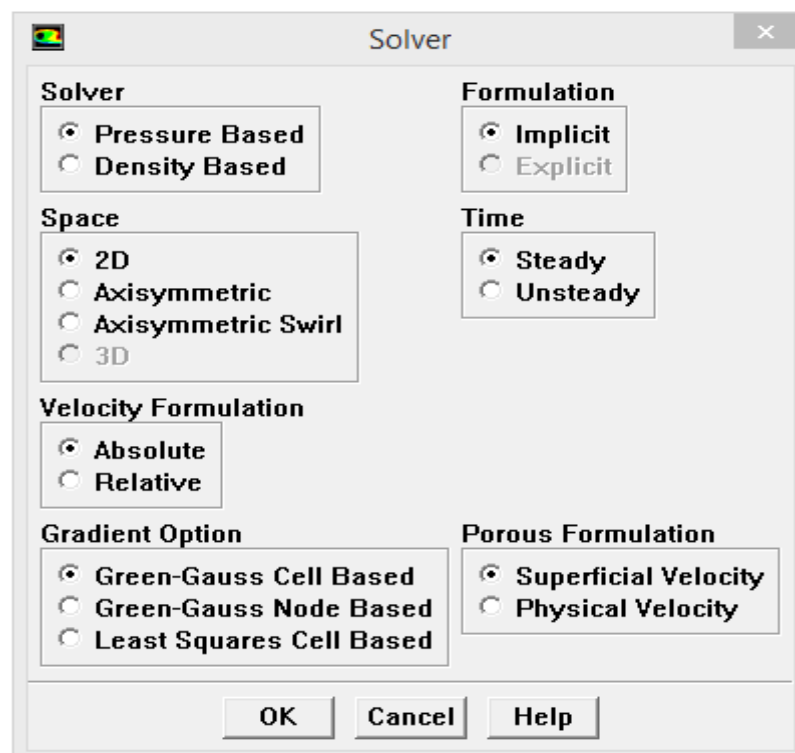 Solver
Solver
Pressure Based
Density Based
Formulation
Implicit
Explicit
Space
2D
Axisymmetric
Axisymmetric Swirl
3D
Time
Steady
Unsteady
Velocity Formulation
Absolute
Relative
Gradient Option
Green-Gauss Cell Based
Green-Gauss Node Based
Least Squares Cell Based
Porous Formulation
Superficial Velocity
Physical Velocity
OK
Cancel
Help